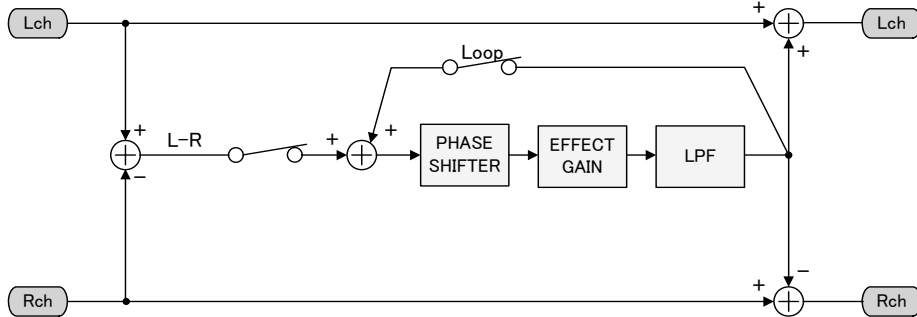 Lch
+
+
Lch
Loop
+
+
L-R
+
+
PHASE
SHIFTER
EFFECT
GAIN
LPF
−
−
Rch
+
Rch